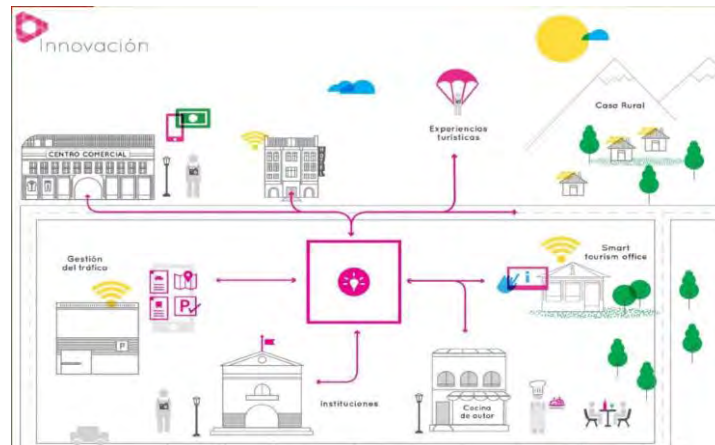 Innovación
Experiencias
turísticas
Casa Rural
CENTRO COMERCIAL
Gestión
del tráfico
Smart
tourism office
i
P
P
instituciones
Cocina
de autor